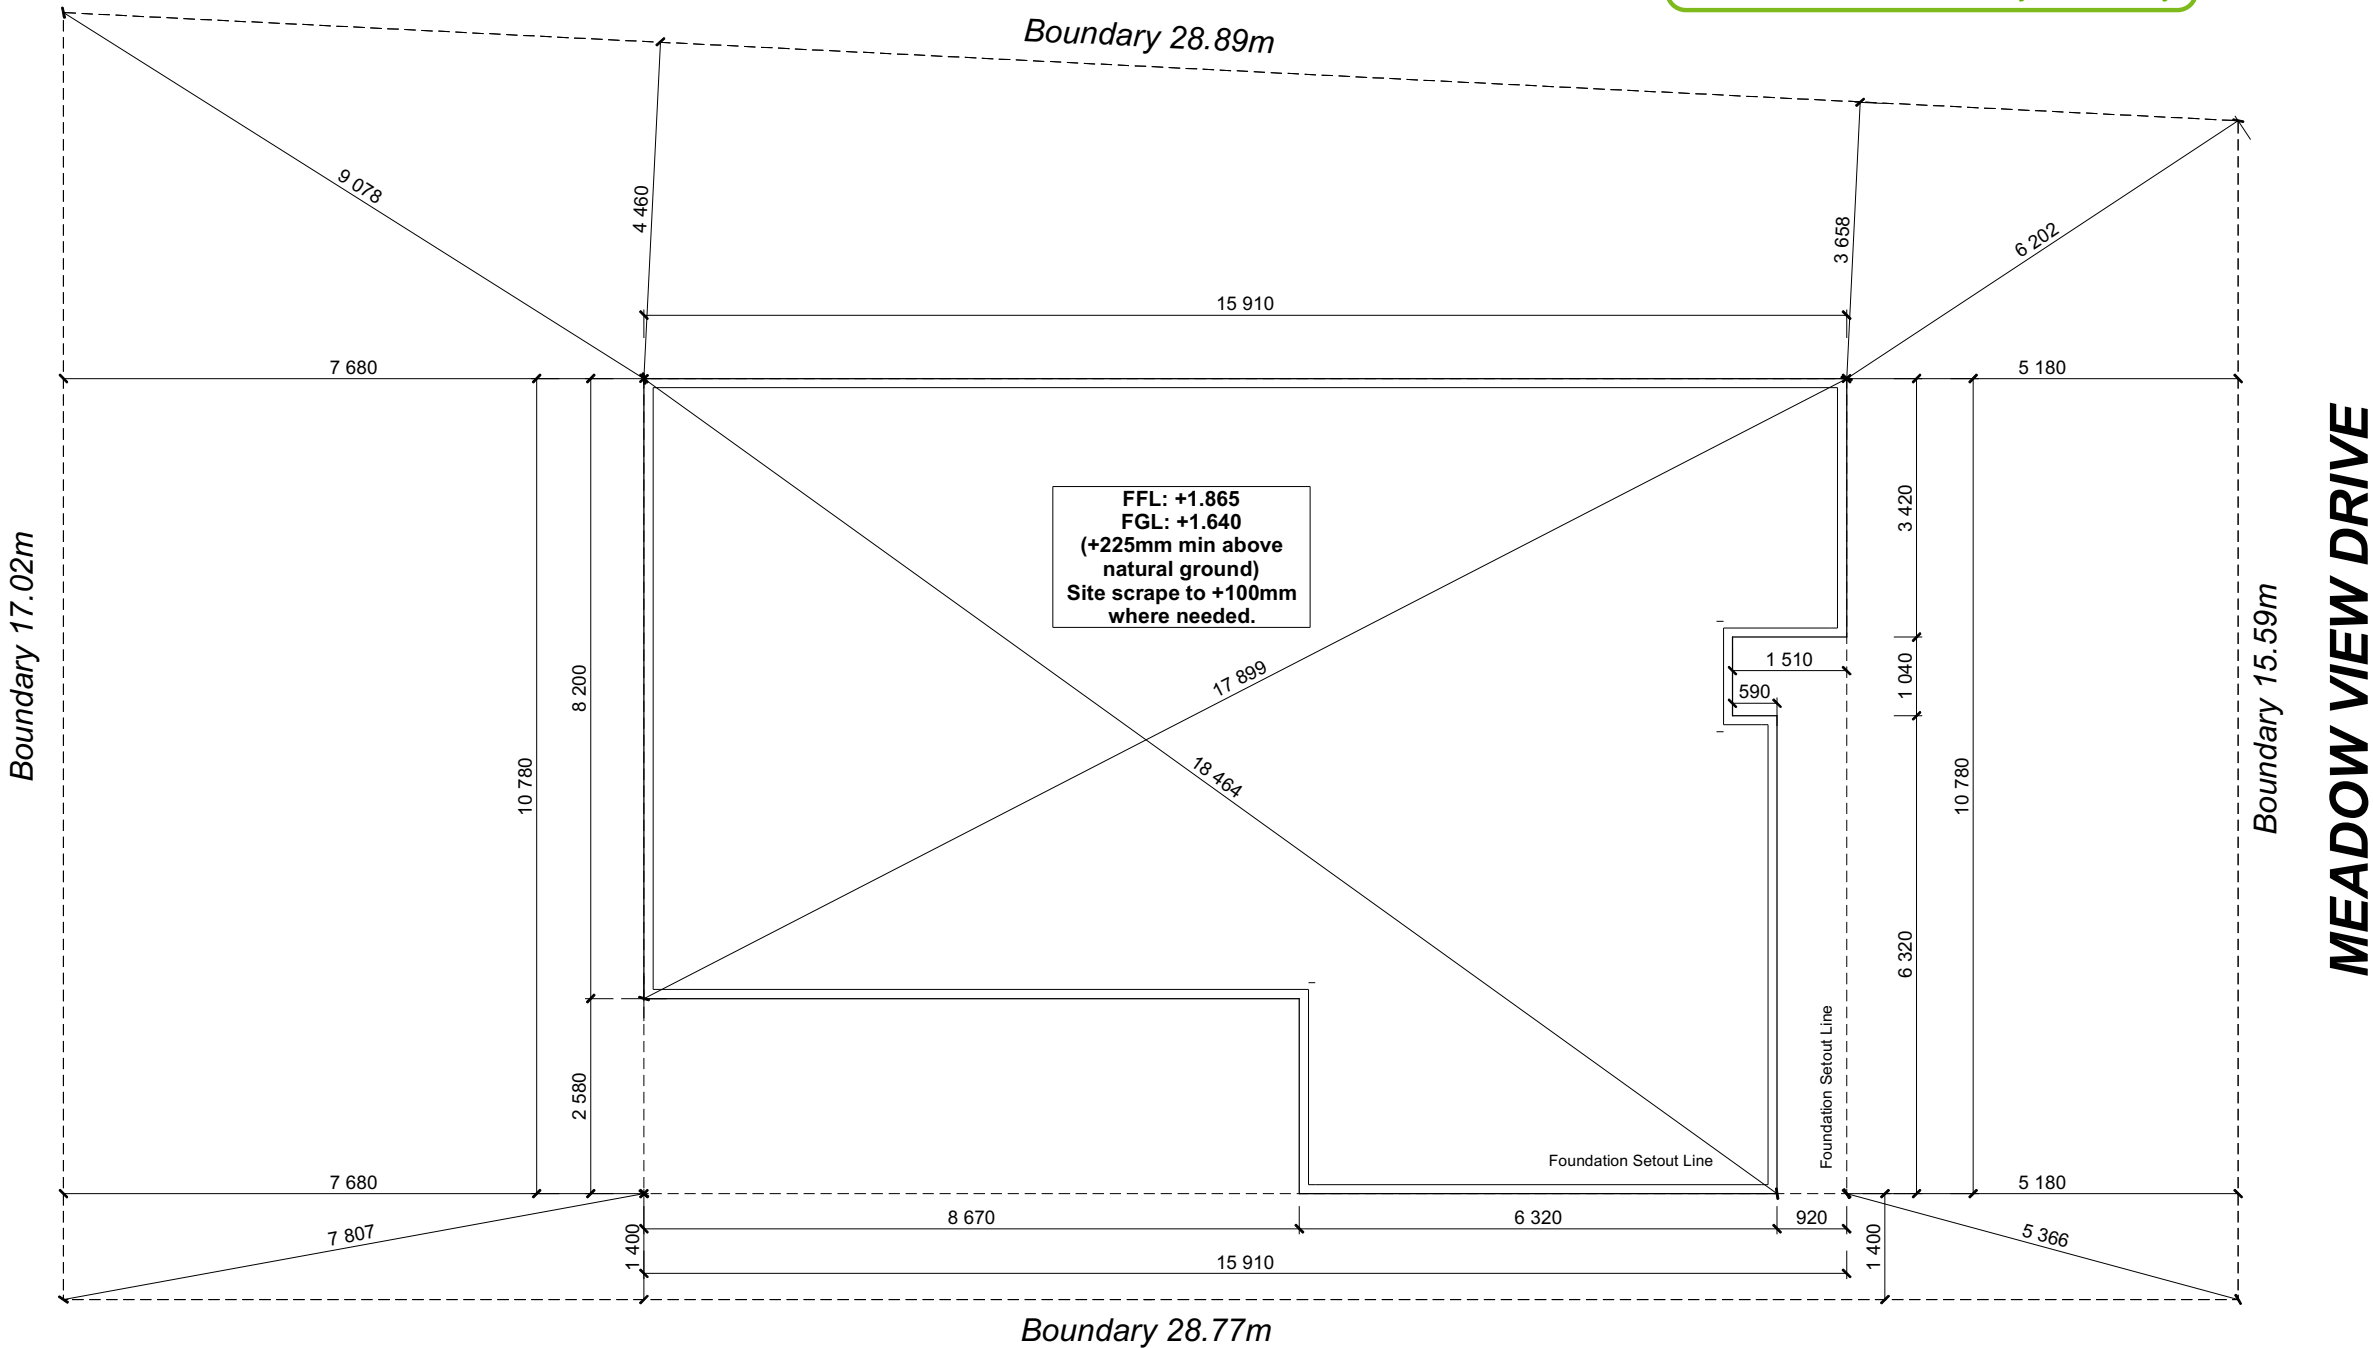 Boundary 28.89m
9 078
4 460
3 658
6 202
15 910
7 680
5 180
FFL: +1.865
FGL: +1.640
(+225mm min above
natural ground)
Site scrape to +100mm
where needed.
3 420
MEADOW VIEW DRIVE
Boundary 17.02m
Boundary 15.59m
8 200
17 899
1 510
1 040
590
10 780
18 464
10 780
6 320
2 580
Foundation Setout Line
Foundation Setout Line
7 680
5 180
7 807
1 400
8 670
6 320
920
1 400
5 366
15 910
Boundary 28.77m